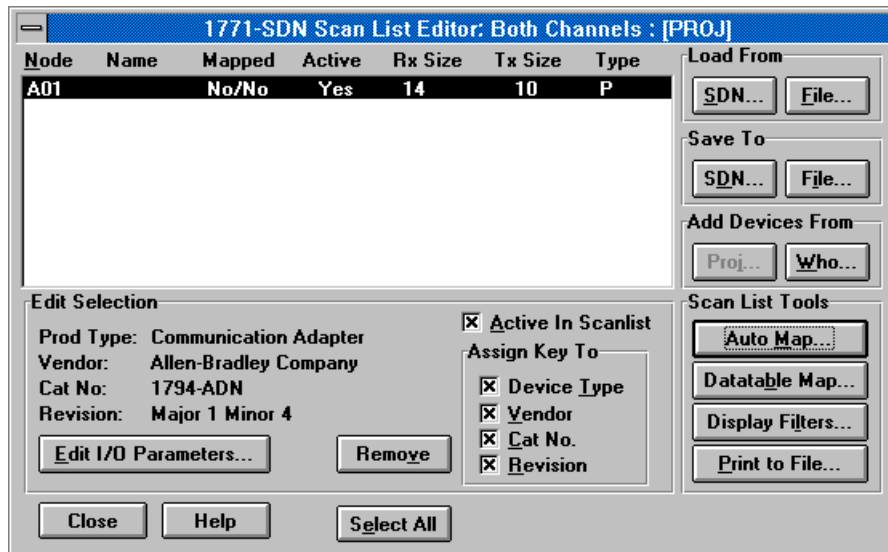 1771-SDN Scan List Editor: Both Channels : [PROJ]
Node Name Mapped Active Rx Size Tx Size Type
A01 No/No Yes 14 10 P
Load From
SDN... File...
Save To
SDN... File...
Add Devices From
Proj... Who...
Edit Selection
Prod Type: Communication Adapter
Vendor: Allen-Bradley Company
Cat No: 1794-ADN
Revision: Major 1 Minor 4
Edit I/O Parameters... Remove
Active In Scanlist
Assign Key To
Device Type
Vendor
Cat No.
Revision
Scan List Tools
Auto Map...
Datatable Map...
Display Filters...
Print to File...
Close Help Select All